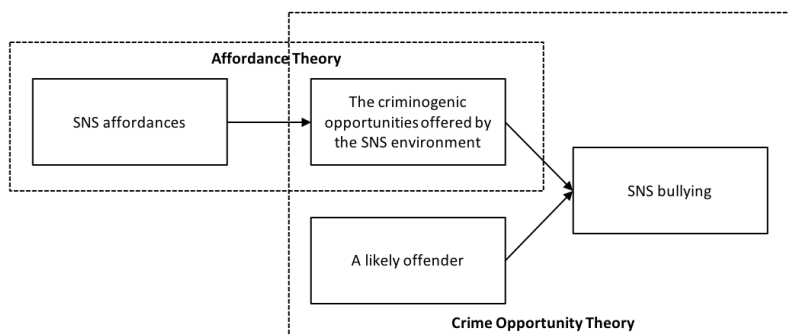 Affordance Theory
SNS affordances
The criminogenic
opportunities offered by
the SNS environment
SNS bullying
A likely offender
Crime Opportunity Theory